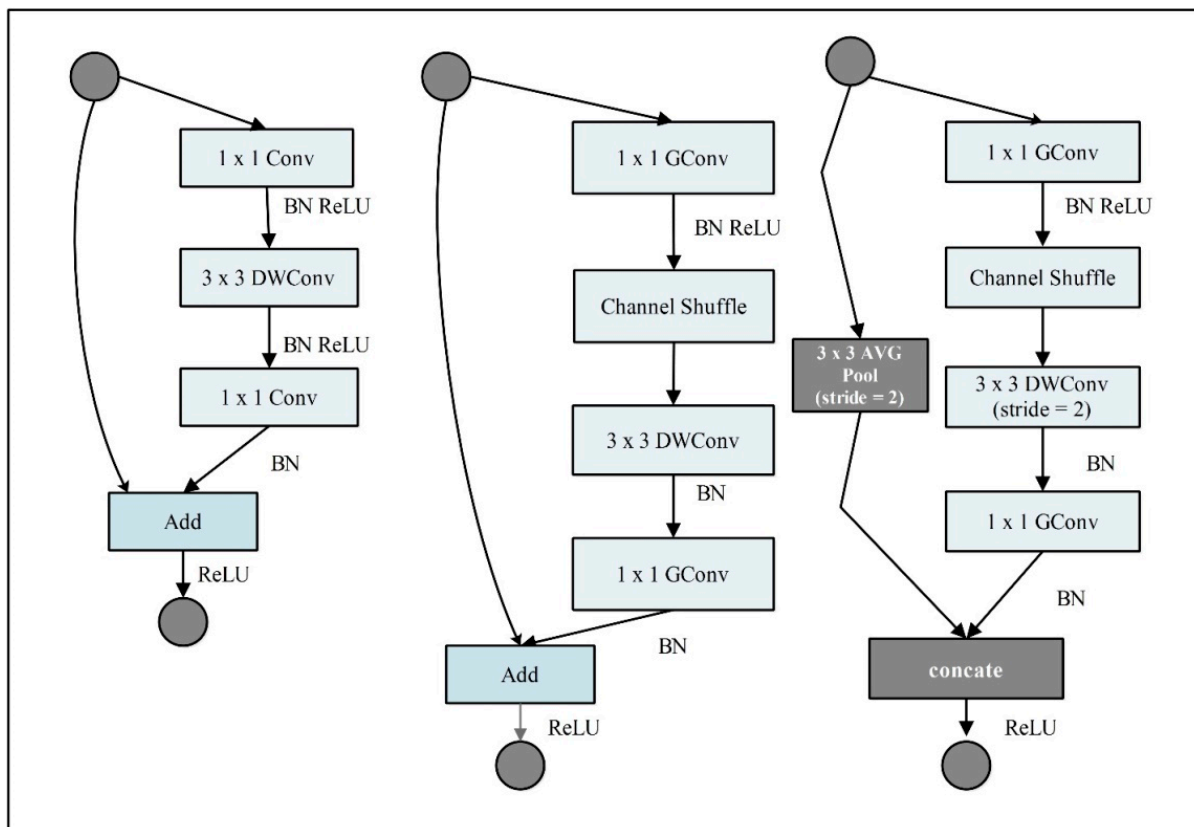 1 x 1 Conv
BN ReLU
3 x 3 DWConv
BN ReLU
1 x 1 Conv
BN
Add
ReLU
1 x 1 GConv
BN ReLU
Channel Shuffle
3 x 3 DWConv
BN
1 x 1 GConv
BN
Add
ReLU
3 x 3 AVG
Pool
(stride = 2)
1 x 1 GConv
BN ReLU
Channel Shuffle
3 x 3 DWConv
(stride = 2)
BN
1 x 1 GConv
BN
concate
ReLU